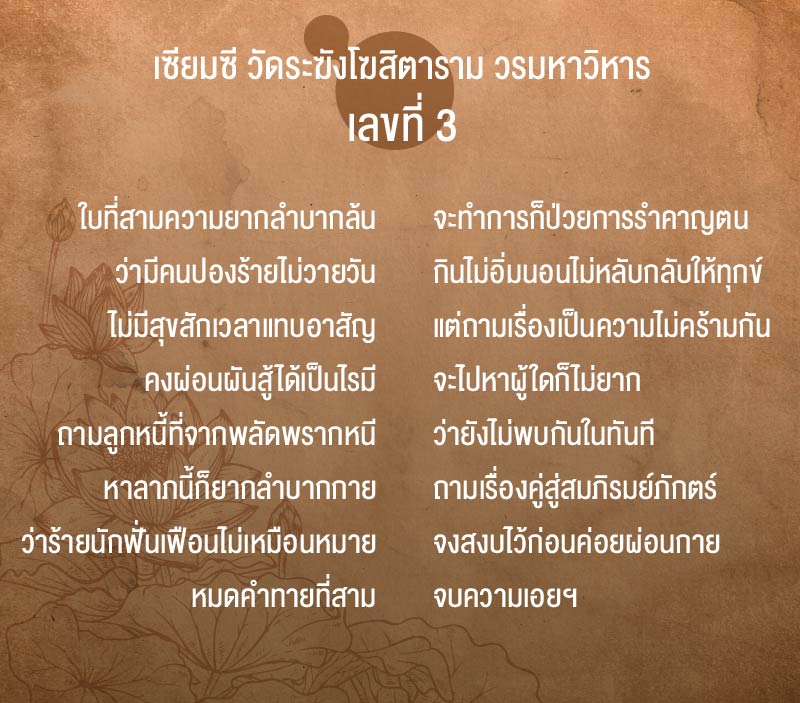 เซียมซี วัดระฆังโฆสิตาราม วรมหาวิหาร
เลขที่ 3
ใบที่สามความยากลำบากล้น จะทำการก็ป่วยการรำคาญตน
ว่ามีคนปองร้ายไม่วายวัน กินไม่อิ่มนอนไม่หลับกลับให้ทุกข์
ไม่มีสุขสักเวลาแทบอาสัญ แต่ถามเรื่องเป็นความไม่คร้ามกัน
คงผ่อนผันสู้ได้เป็นไรมี จะไปหาผู้ใดก็ไม่ยาก
ถามลูกหนี้ที่จากพลัดพรากหนี ว่ายังไม่พบกันในทันที
หาลาภนี้ก็ยากลำบากกาย ถามเรื่องคู่สู่สมภิรมย์ภักตร์
ว่าร้ายนักฟั่นเฟือนไม่เหมือนหมาย จงสงบไว้ก่อนค่อยผ่อนกาย
หมดคำทายที่สาม จบความเอยฯ